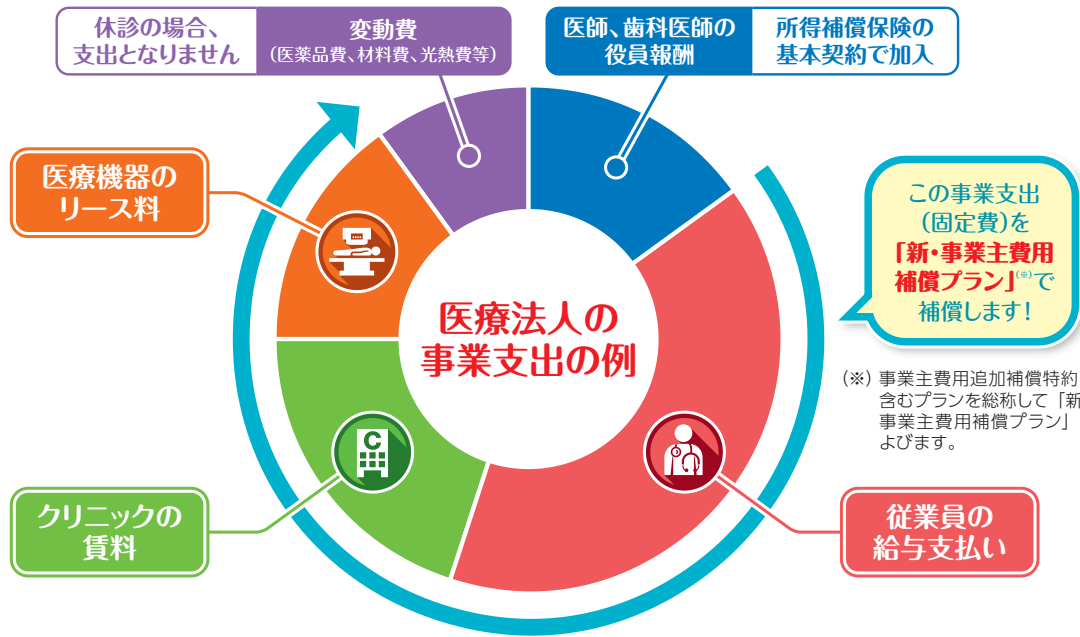 休診の場合、
支出となりません
変動費
(医薬品費、材料費、光熱費等)
医師、歯科医師の
役員報酬
所得補償保険の
基本契約で加入
医療機器の
リース料
この事業支出
(固定費)を
「新・事業主費用
補償プラン」(※)で
補償します!
医療法人の
事業支出の例
(※) 事業主費用追加補償特約
含むプランを総称して「新
事業主費用補償プラン」
よびます。
C
クリニックの
賃料
従業員の
給与支払い